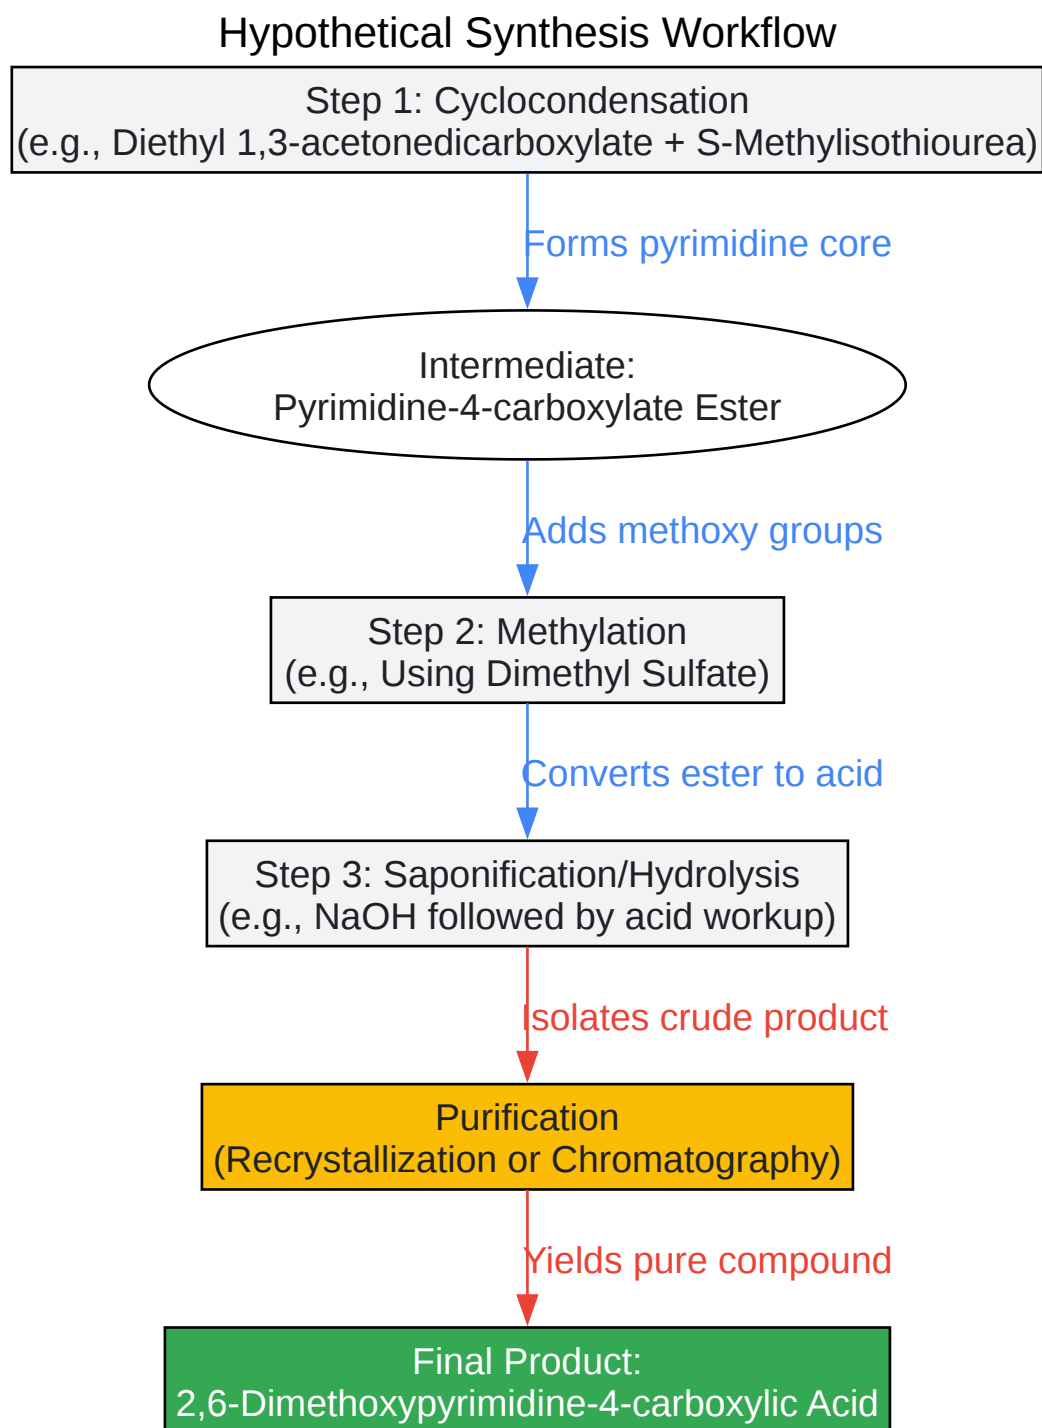 Hypothetical Synthesis Workflow
Step 1: Cyclocondensation
(e.g., Diethyl 1,3-acetonedicarboxylate + S-Methylisothiourea)
Forms pyrimidine core
Intermediate:
Pyrimidine-4-carboxylate Ester
Adds methoxy groups
Step 2: Methylation
(e.g., Using Dimethyl Sulfate)
Converts ester to acid
Step 3: Saponification/Hydrolysis
(e.g., NaOH followed by acid workup)
Isolates crude product
Purification
(Recrystallization or Chromatography)
Yields pure compound
Final Product:
2,6-Dimethoxypyrimidine-4-carboxylic Acid